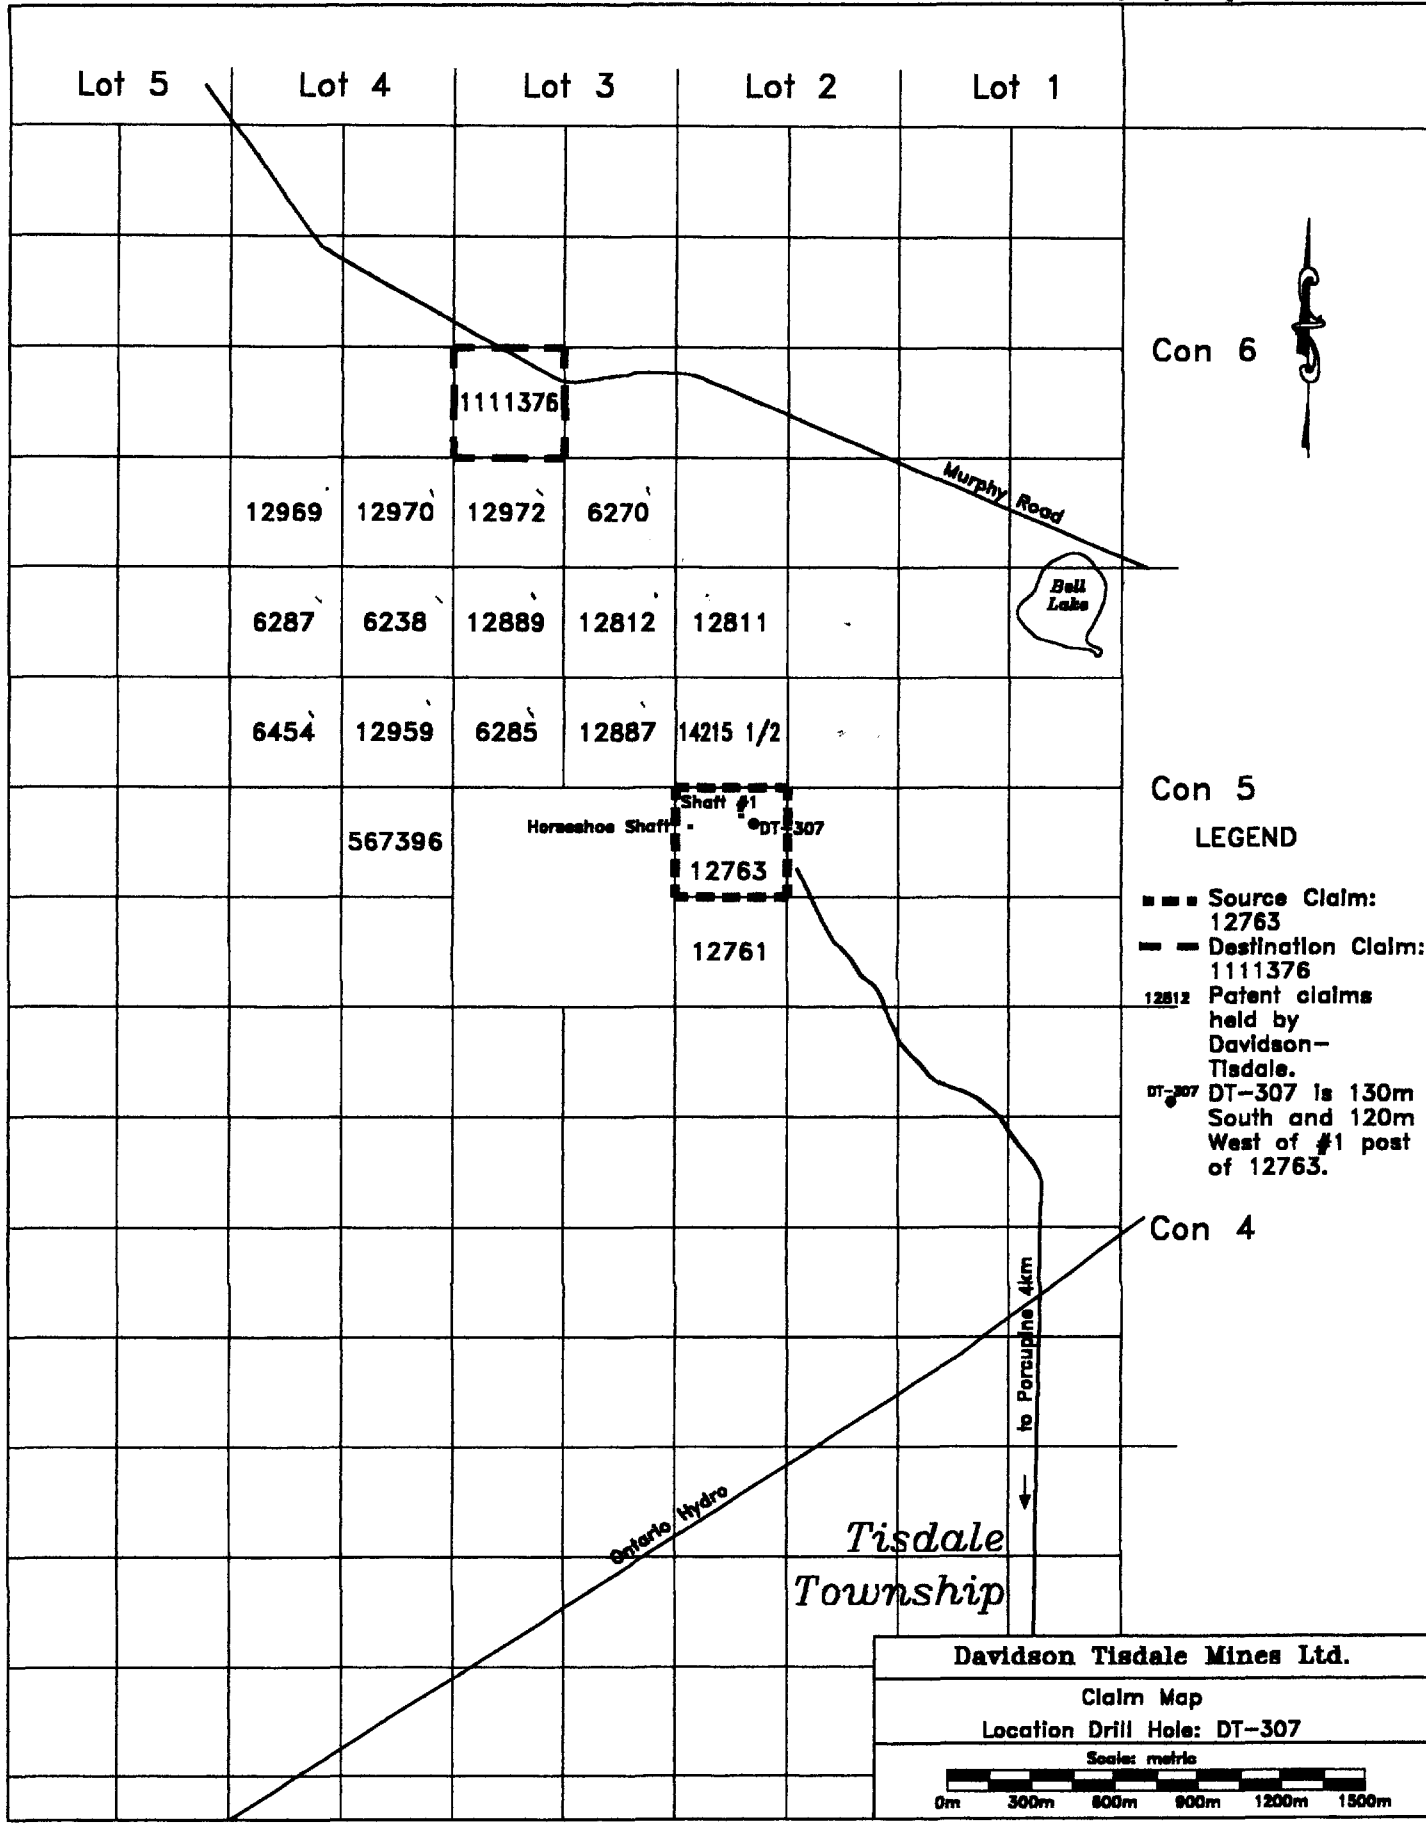 Lot 5 Lot 4 Lot 3 Lot 2 Lot 1
Con 6
1111376
Murphy Road
12969 12970 12972 6270
Bell
Lake
6287 6238 12889 12812 12811
6454 12959 6285 12887 14215 1/2
Con 5
Shaft #1
Horseshoe Shaft
DT-307
567396
12763
12761
LEGEND
Source Claim:
12763
Destination Claim:
1111376
12812 Patent claims
held by
Davidson-
Tisdale.
DT-307 DT-307 is 130m
South and 120m
West of #1 post
of 12763.
Con 4
to Porcupine 4km
Ontario Hydro
Tisdale
Township
Davidson Tisdale Mines Ltd.
Claim Map
Location Drill Hole: DT-307
Scale: metric
0m 300m 600m 900m 1200m 1500m